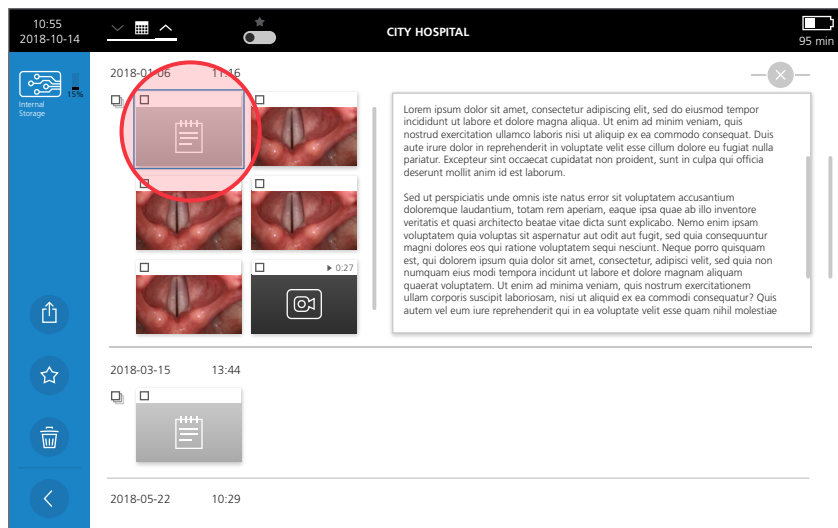 10:55
2018-10-14
CITY HOSPITAL
95 min
Internal
Storage
15%
2018-01-06 11:16
0:27
Lorem ipsum dolor sit amet, consectetur adipiscing elit, sed do eiusmod tempor
incididunt ut labore et dolore magna aliqua. Ut enim ad minim veniam, quis
nostrud exercitation ullamco laboris nisi ut aliquip ex ea commodo consequat. Duis
aute irure dolor in reprehenderit in voluptate velit esse cillum dolore eu fugiat nulla
pariatur. Excepteur sint occaecat cupidatat non proident, sunt in culpa qui officia
deserunt mollit anim id est laborum.
Sed ut perspiciatis unde omnis iste natus error sit voluptatem accusantium
doloremque laudantium, totam rem aperiam, eaque ipsa quae ab illo inventore
veritatis et quasi architecto beatae vitae dicta sunt explicabo. Nemo enim ipsam
voluptatem quia voluptas sit aspernatur aut odit aut fugit, sed quia consequuntur
magni dolores eos qui ratione voluptatem sequi nesciunt. Neque porro quisquam
est, qui dolorem ipsum quia dolor sit amet, consectetur, adipisci velit, sed quia non
numquam eius modi tempora incidunt ut labore et dolore magnam aliquam
quaerat voluptatem. Ut enim ad minima veniam, quis nostrum exercitationem
ullam corporis suscipit laboriosam, nisi ut aliquid ex ea commodi consequatur? Quis
autem vel eum iure reprehenderit qui in ea voluptate velit esse quam nihil molestiae
2018-03-15 13:44
2018-05-22 10:29